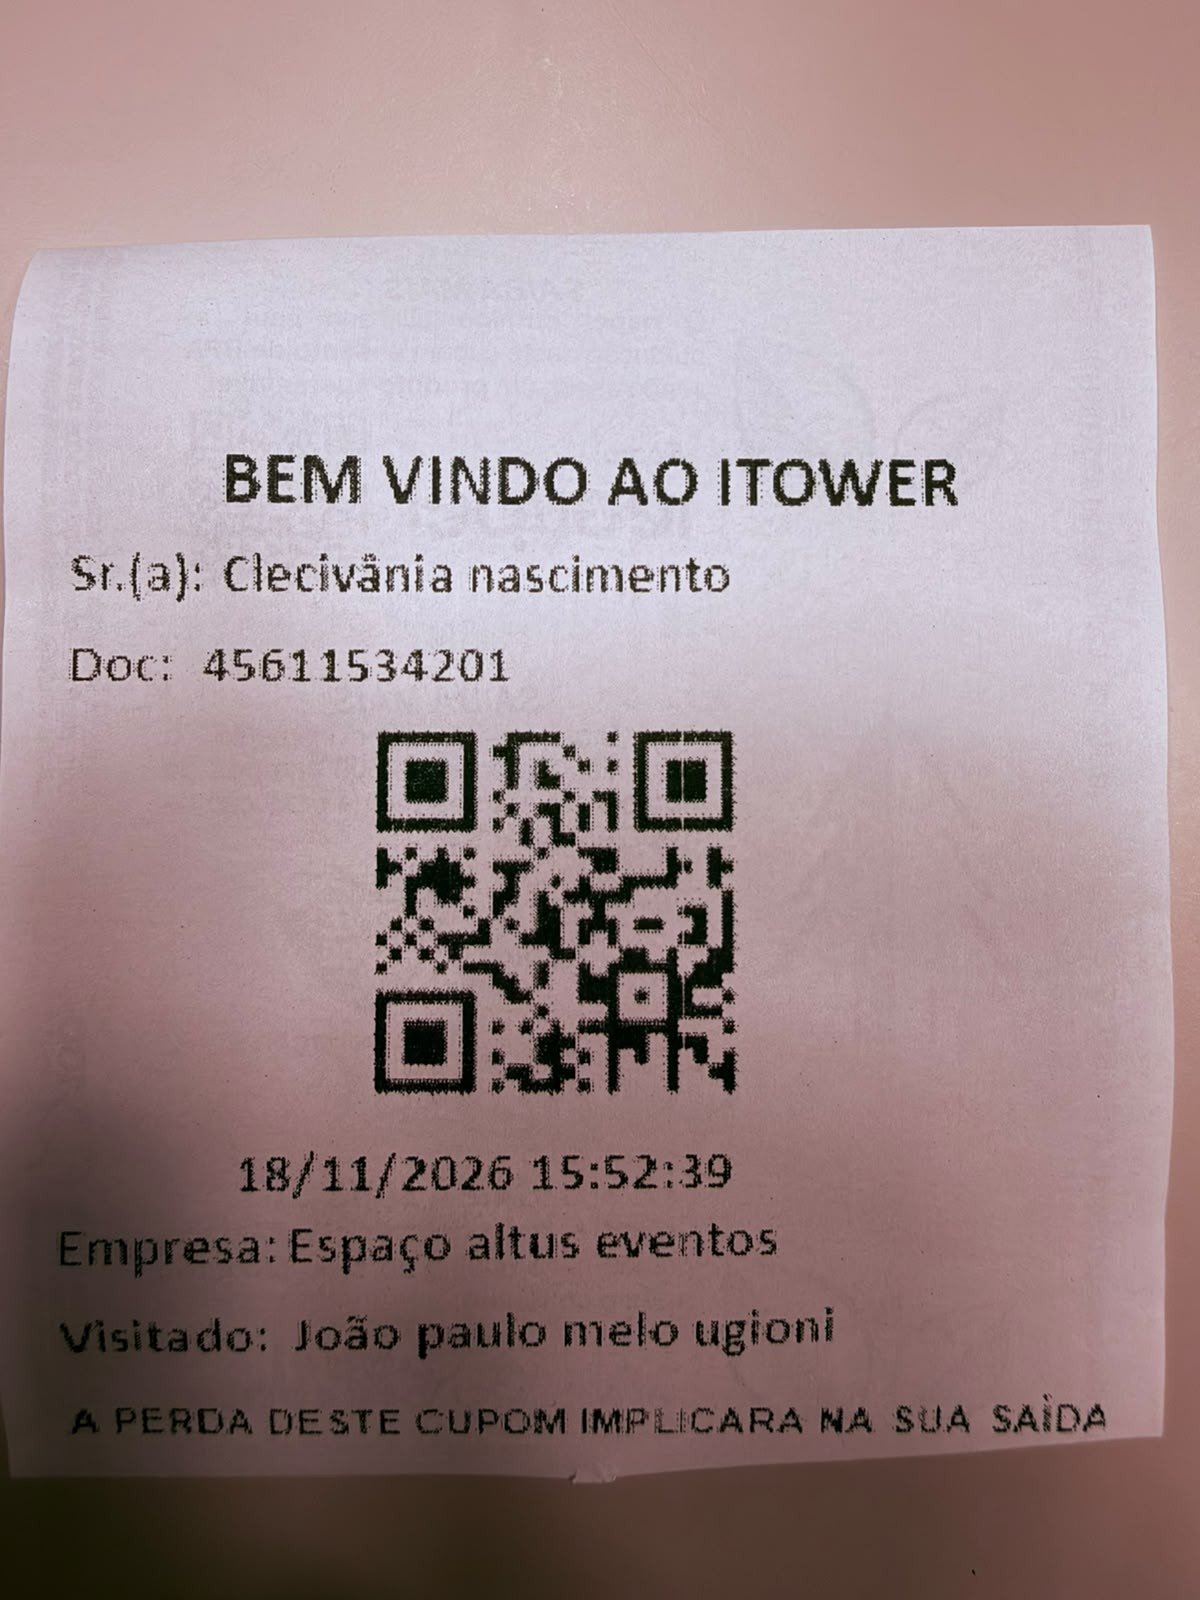 BEM VINDO AO ITOWER
Sr.(a): Clecivânia nascimento
Doc: 45611534201
18/11/2026 15:52:39
Empresa: Espaço altus eventos
Visitado: João paulo melo ugioni
A PERDA DESTE CUPOM IMPLICARA NA SUA SAÍDA